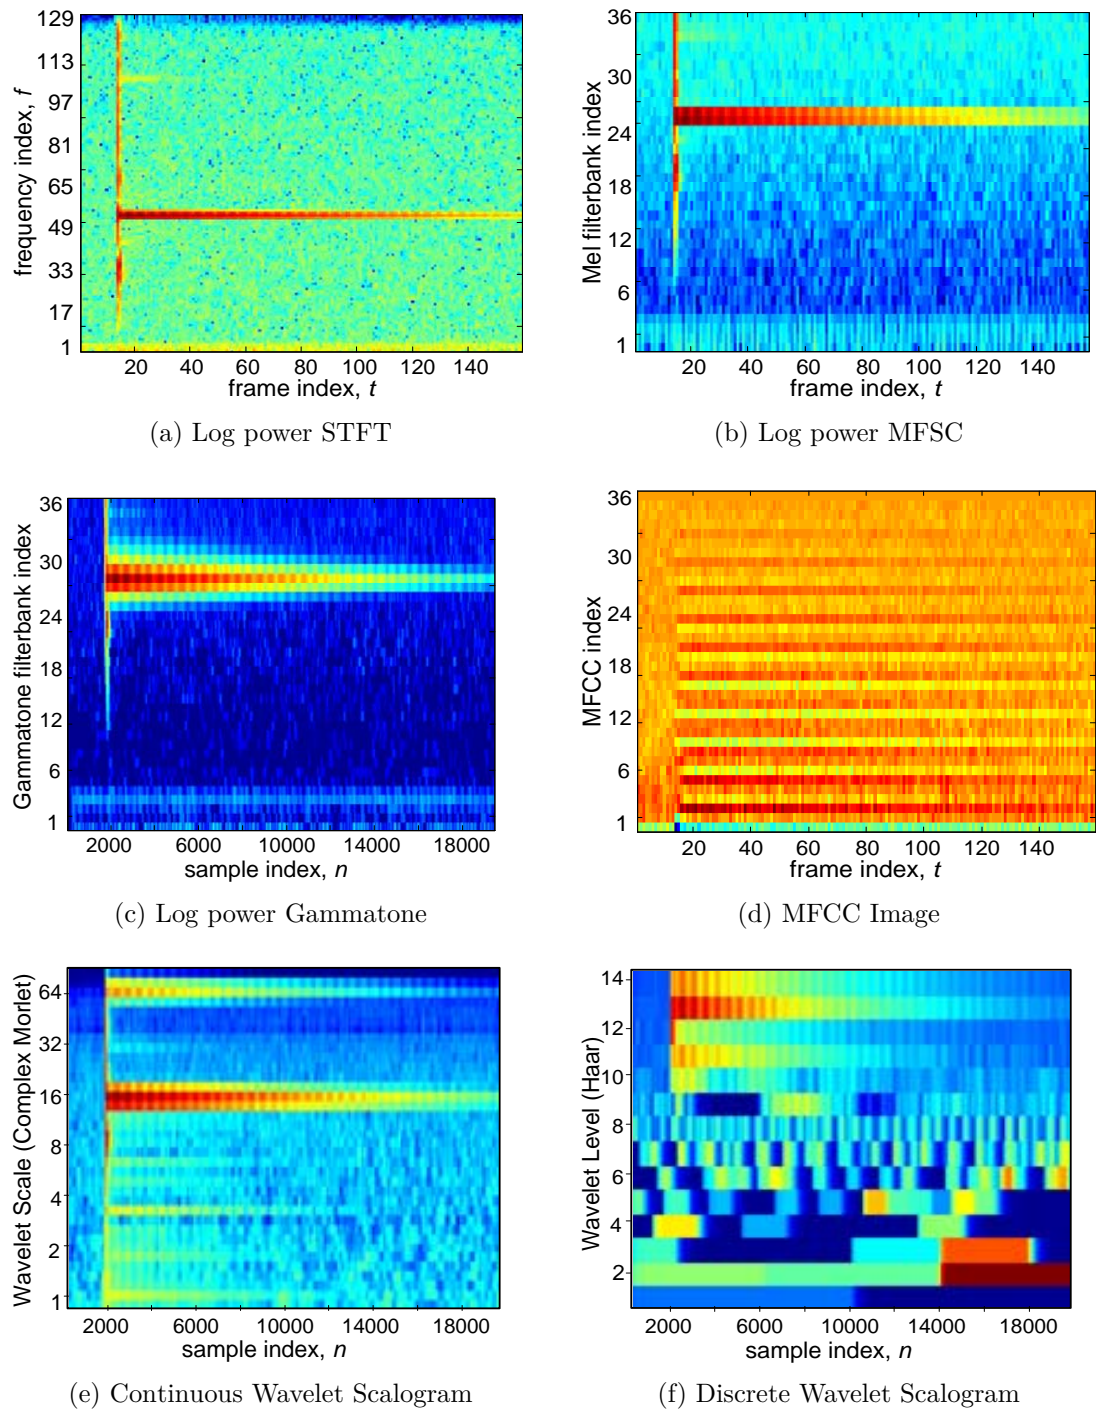 129
113
97
81
65
49
33
17
1
frequency index, f
20 40 60 80 100 120 140
frame index, t
(a) Log power STFT
36
30
24
18
12
6
1
Mel filterbank index
20 40 60 80 100 120 140
frame index, t
(b) Log power MFSC
36
30
24
18
12
6
1
Gammatone filterbank index
2000 6000 10000 14000 18000
sample index, n
(c) Log power Gammatone
36
30
24
18
12
6
1
MFCC index
20 40 60 80 100 120 140
frame index, t
(d) MFCC Image
64
32
16
8
4
2
1
Wavelet Scale (Complex Morlet)
2000 6000 10000 14000 18000
sample index, n
(e) Continuous Wavelet Scalogram
14
12
10
8
6
4
2
Wavelet Level (Haar)
2000 6000 10000 14000 18000
sample index, n
(f) Discrete Wavelet Scalogram